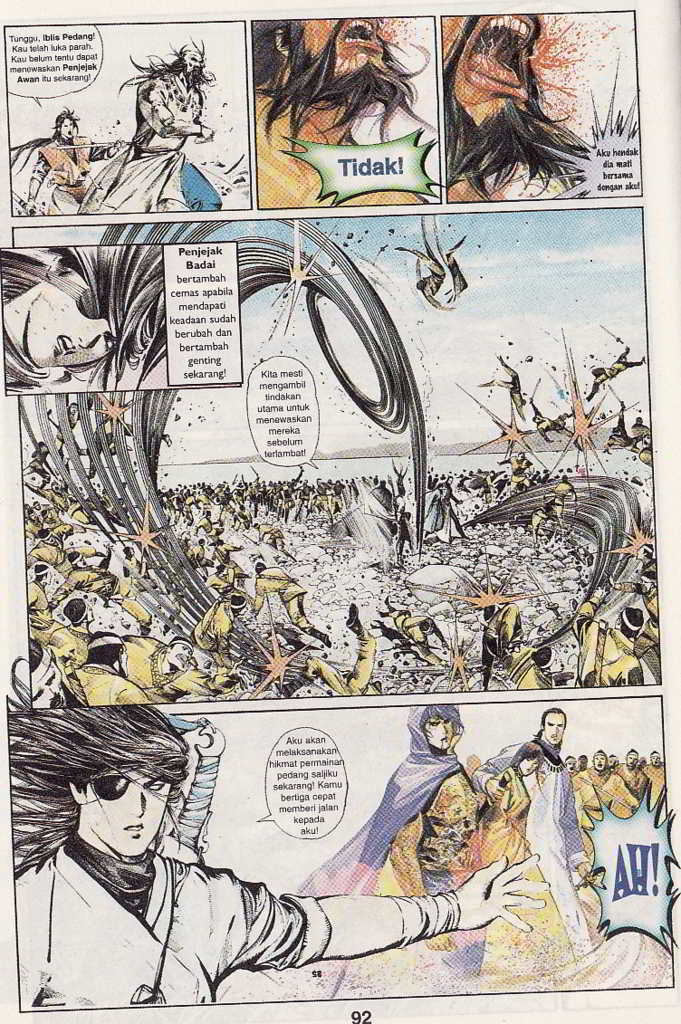 Tunggu, Iblis Pedang!
Kau telah luka parah.
Kau belum tentu dapat
menewaskan Penjejak
Awan itu sekarang!
Tidak!
Aku hendak
dia mati
bersama
dengan aku!
Penjejak
Badai
bertambah
cemas apabila
mendapati
keadaan sudah
berubah dan
bertambah
genting
sekarang!
Kita mesti
mengambil
tindakan
utama untuk
menewaskan
mereka
sebelum
terlambat!
Aku akan
melaksanakan
hikmat permainan
pedang saljiku
sekarang! Kamu
bertiga cepat
memberi jalan
kepada
aku!
AH!
85
92